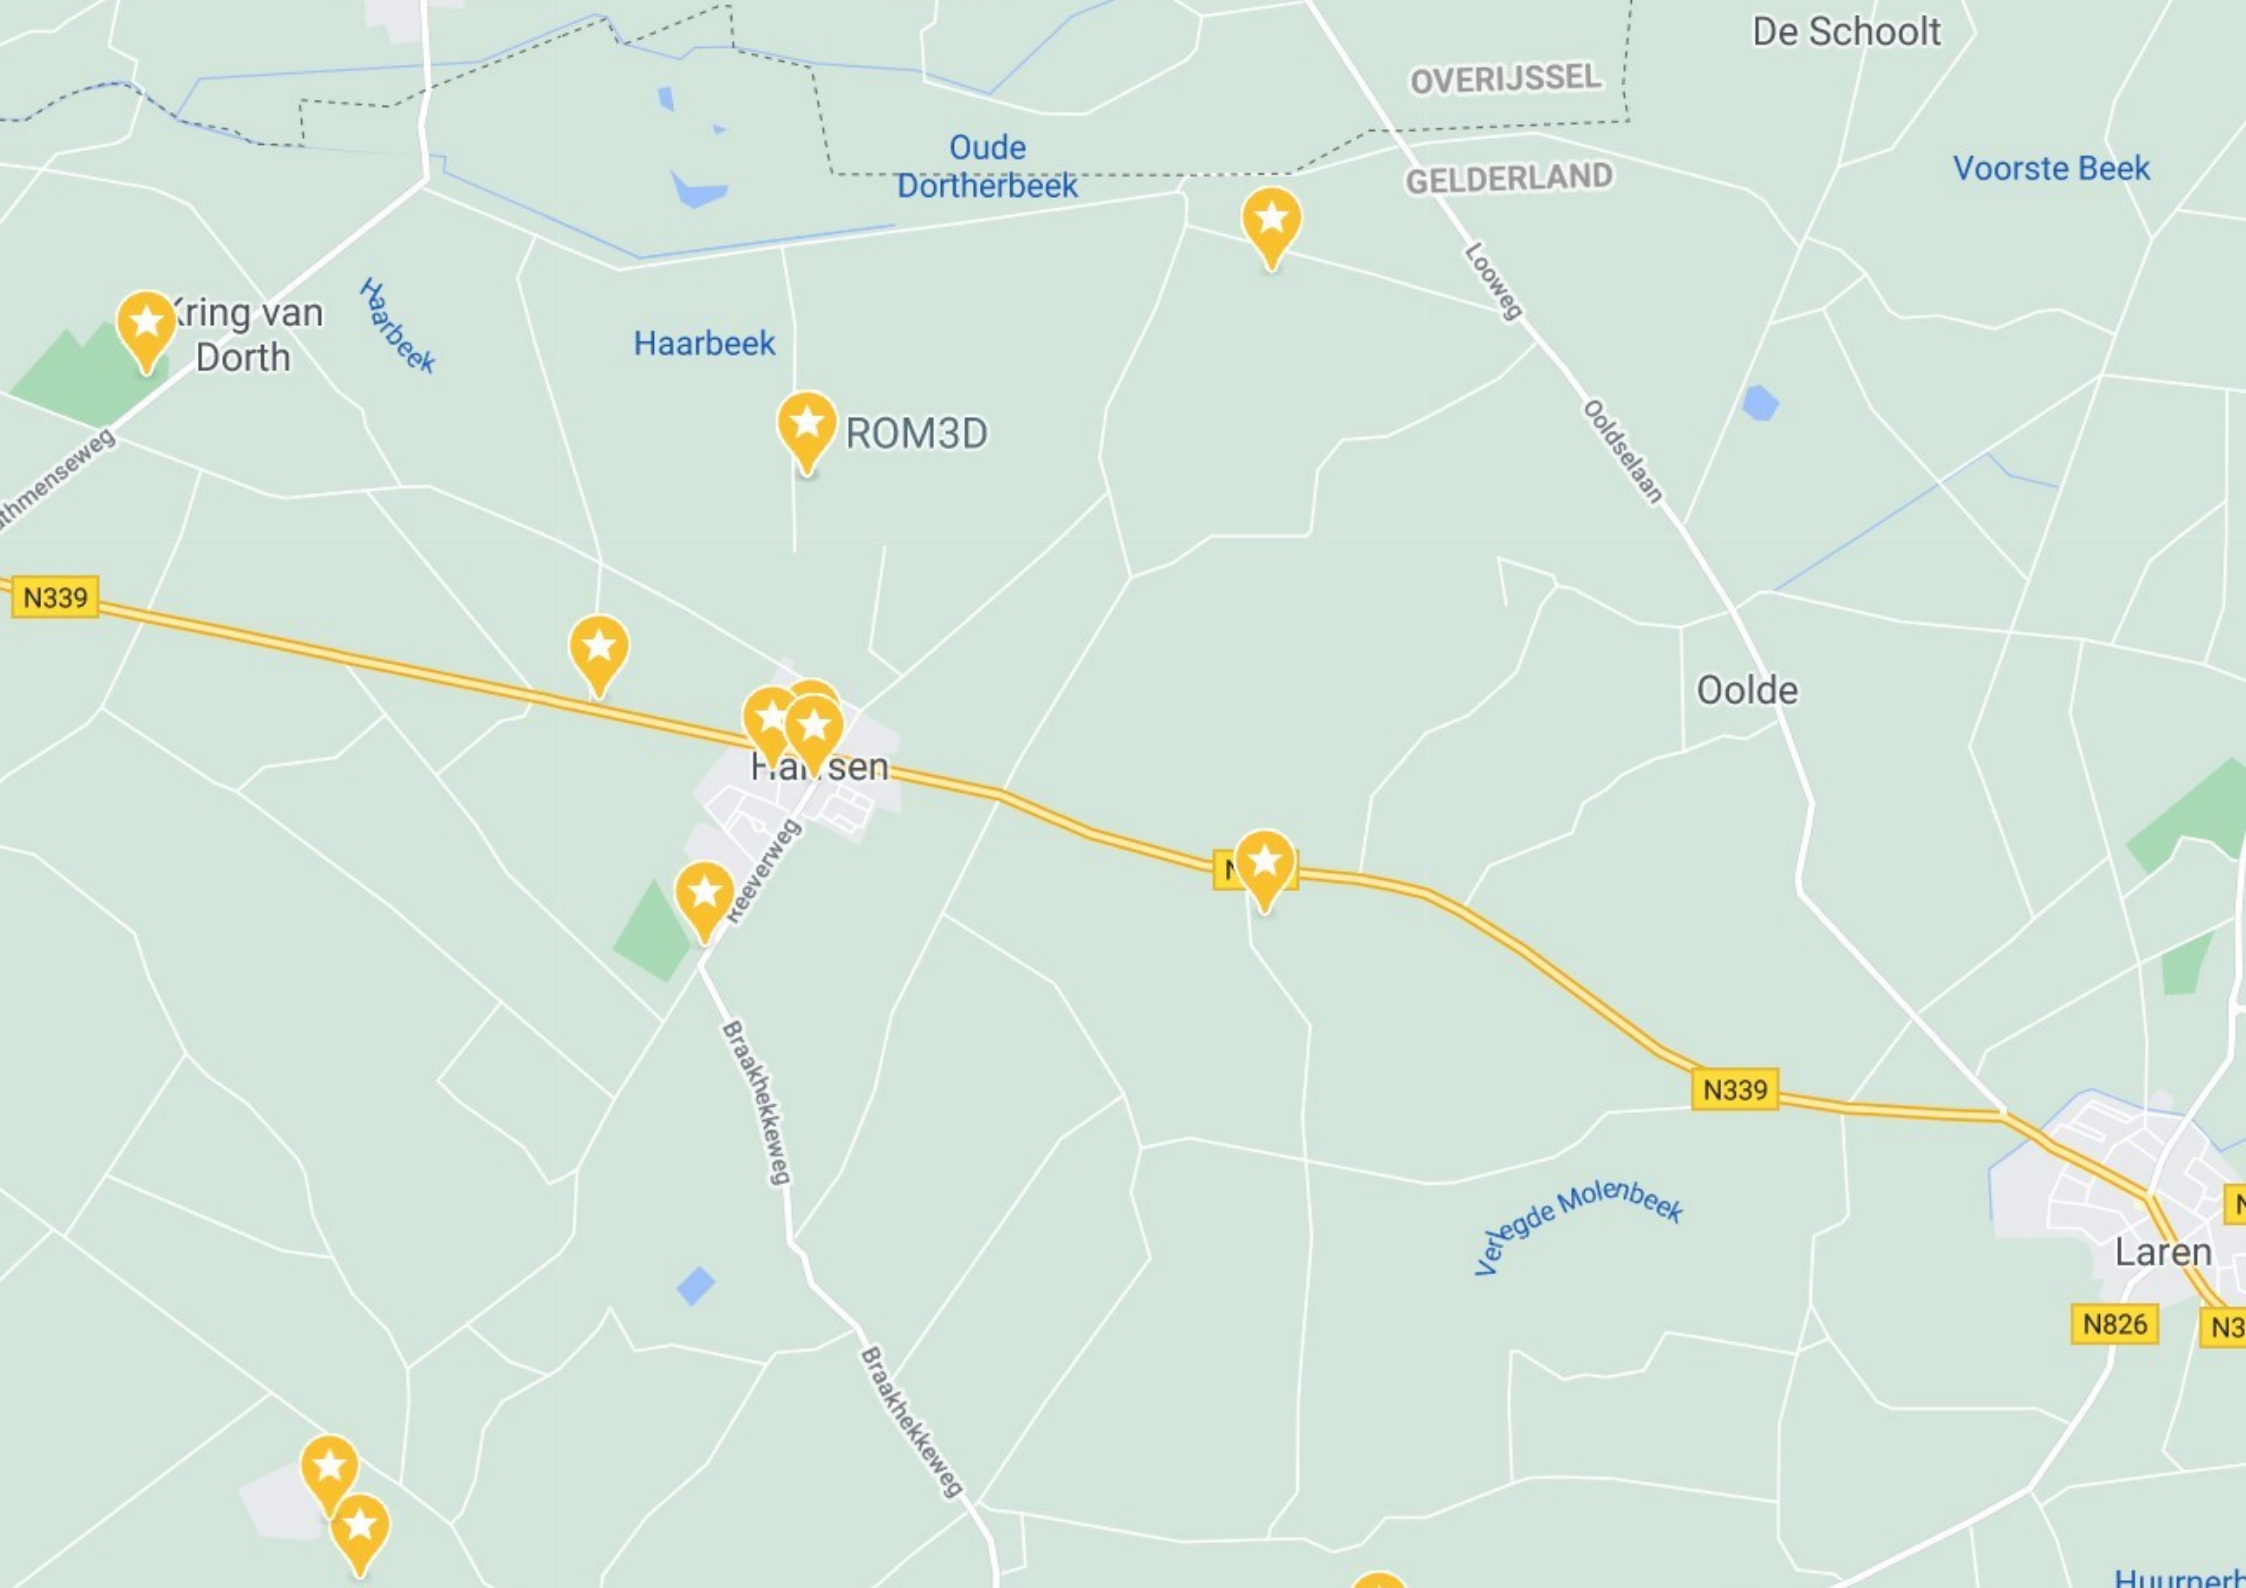 De Schoolt
OVERIJSSEL
Oude
Dortherbeek
GELDERLAND
Voorste Beek
Looweg
Kring van
Dorth
Haarbeek
Haarbeek
ROM3D
Ooldselaan
N339
Oolde
Reeverweg
Braakhekkeweg
N339
Verlegde Molenbeek
Laren
N826
Braakhekkeweg